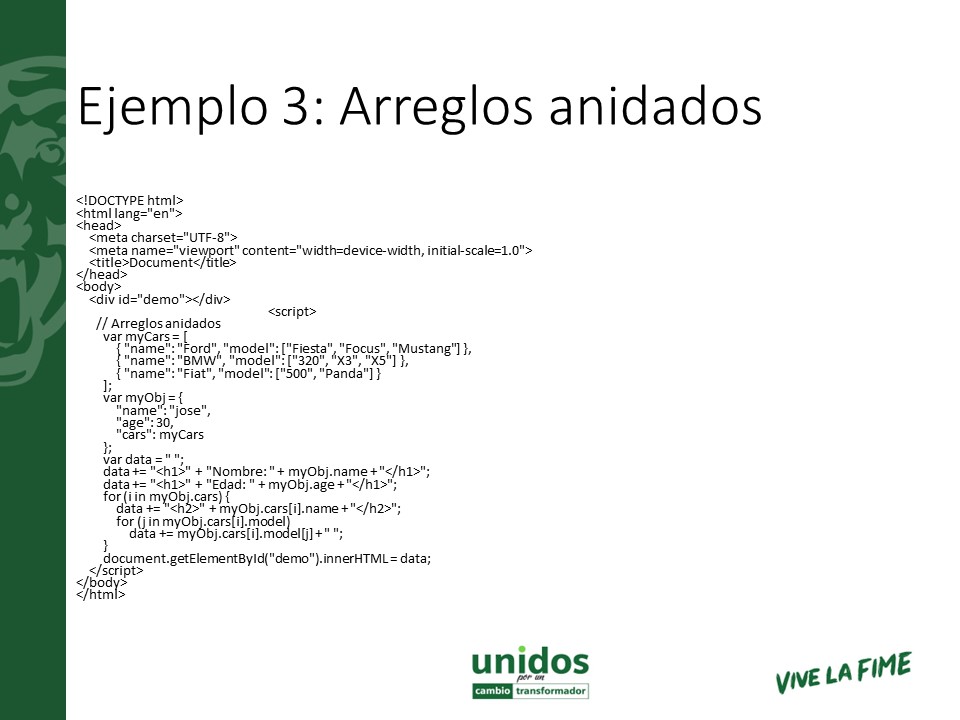 Ejemplo 3: Arreglos anidados
<!DOCTYPE html>
<html lang="en">
<head>
    <meta charset="UTF-8">
    <meta name="viewport" content="width=device-width, initial-scale=1.0">
    <title>Document</title>
</head>
<body>
    <div id="demo"></div>
<script>
// Arreglos anidados
        var myCars = [
            { "name": "Ford", "model": ["Fiesta", "Focus", "Mustang"] },
            { "name": "BMW", "model": ["320", "X3", "X5"] },
            { "name": "Fiat", "model": ["500", "Panda"] }
        ];
        var myObj = {
            "name": "jose",
            "age": 30,
            "cars": myCars
        };
        var data = " ";
        data += "<h1>" + "Nombre: " + myObj.name + "</h1>";
        data += "<h1>" + "Edad: " + myObj.age + "</h1>";
        for (i in myObj.cars) {
            data += "<h2>" + myObj.cars[i].name + "</h2>";
            for (j in myObj.cars[i].model)
                data += myObj.cars[i].model[j] + " ";
        }
        document.getElementById("demo").innerHTML = data;
    </script>
</body>
</html>
unidos
por un
cambio transformador
VIVE LA FIME